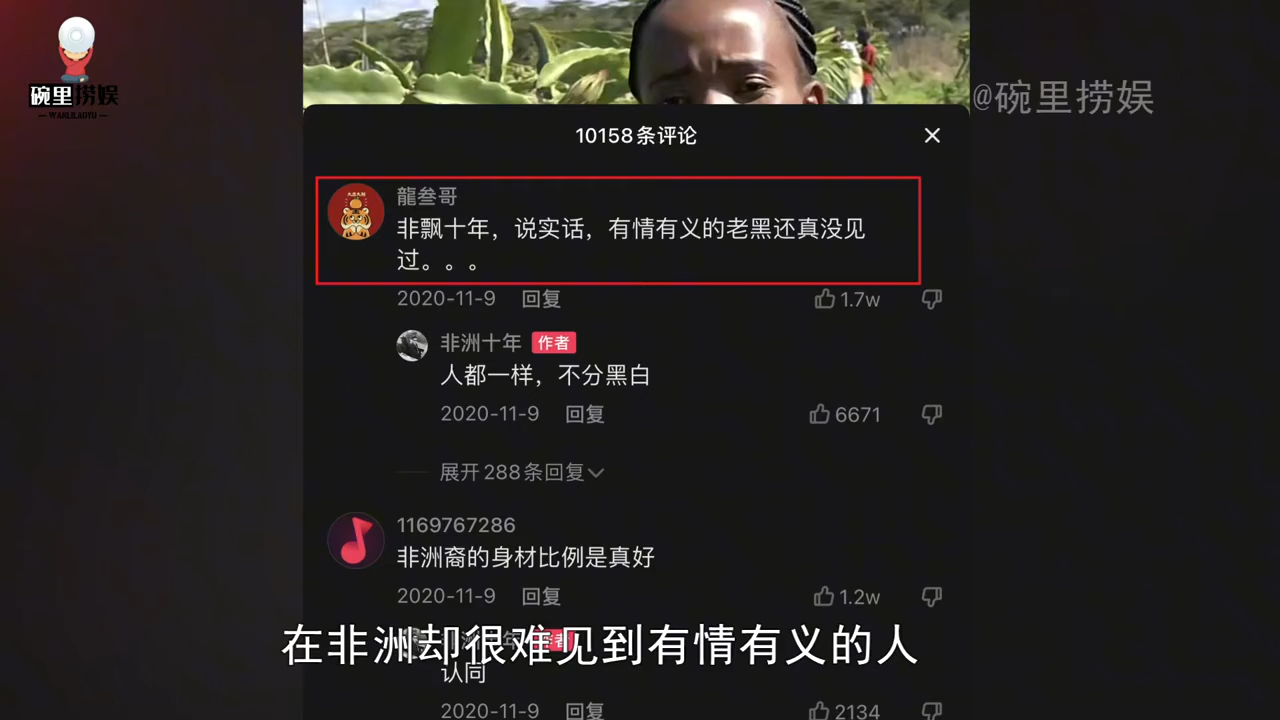 碗里捞娱
WANLILAOYU
@碗里捞娱
10158条评论
龍叁哥
非飘十年，说实话，有情有义的老黑还真没见
过。。。
2020-11-9 回复 1.7w
非洲十年 作者
人都一样，不分黑白
2020-11-9 回复 6671
展开288条回复
1169767286
非洲裔的身材比例是真好
2020-11-9 回复 1.2w
在非洲却很难见到有情有义的人
认同
2020-11-9 回复 2134